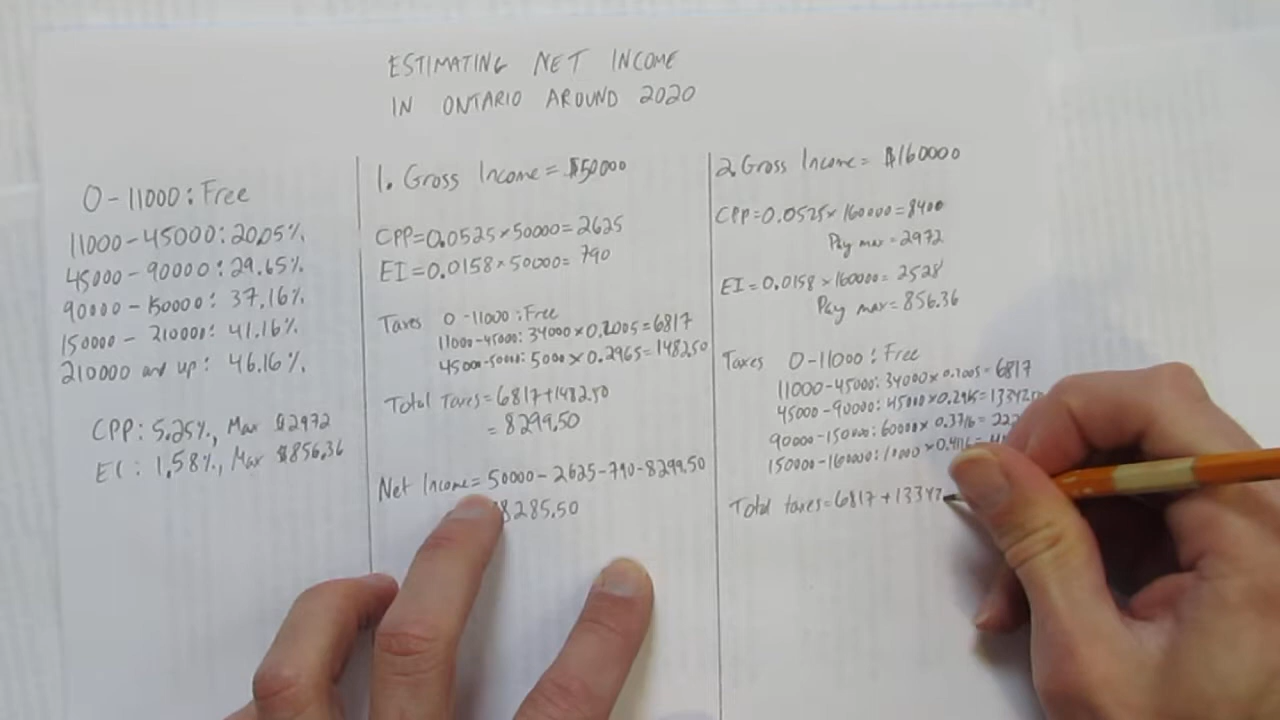 ESTIMATING NET INCOME
IN ONTARIO AROUND 2020
0-11000: Free
11000-45000: 20.05%
45000-90000: 29.65%
90000-150000: 37.16%
150000-210000: 41.16%
210000 and up: 46.16%
CPP: 5.25%, Max $2972
EI: 1.58%, Max $856.36
1. Gross Income = $50000
CPP=0.0525×50000=2625
EI=0.0158×50000=790
Taxes 0-11000: Free
11000-45000: 34000×0.2005=6817
45000-50000: 5000×0.2965=1482.50
Total Taxes=6817+1482.50
=8299.50
Net Income=50000-2625-790-8299.50
8285.50
2. Gross Income= $160000
CPP=0.0525×160000=8400
Pay max=2972
EI=0.0158×160000=2528
Pay max=856.36
Taxes 0-11000: Free
11000-45000: 34000×0.2005=6817
45000-90000: 45000×0.2965=13342
90000-150000: 60000×0.3716=222
150000-160000: 10000×0.4116=
Total taxes=6817+1334